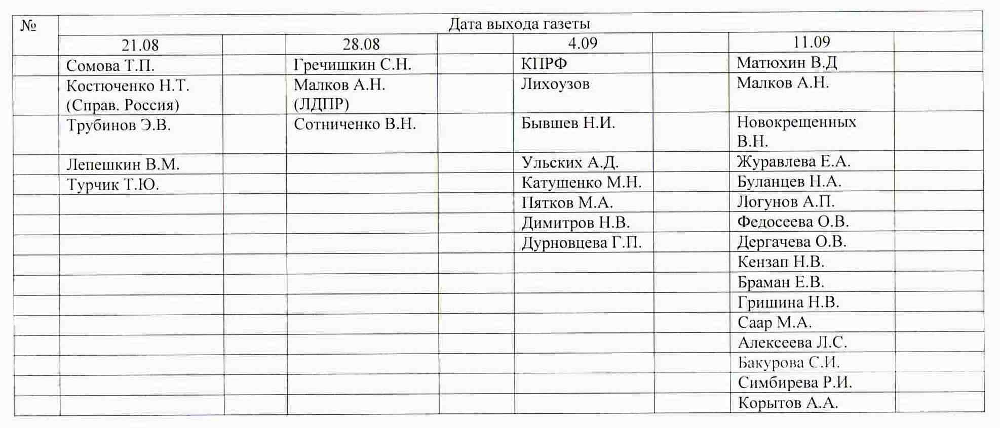 № Дата выхода газеты
21.08 28.08 4.09 11.09
Сомова Т.П. Гречишкин С.Н. КПРФ Матюхин В.Д
Костюченко Н.Т. Малков А.Н. Лихоузов Малков А.Н.
(Справ. Россия) (ЛДПР)
Трубинов Э.В. Сотниченко В.Н. Бывшев Н.И. Новокрещенных
В.Н.
Лепешкин В.М. Ульских А.Д. Журавлева Е.А.
Турчик Т.Ю. Катушенко М.Н. Буланцев Н.А.
Пятков М.А. Логунов А.П.
Димитров Н.В. Федосеева О.В.
Дурновцева Г.П. Дергачева О.В.
Кензап Н.В.
Браман Е.В.
Гришина Н.В.
Саар М.А.
Алексеева Л.С.
Бакурова С.И.
Симбирева Р.И.
Корытов А.А.